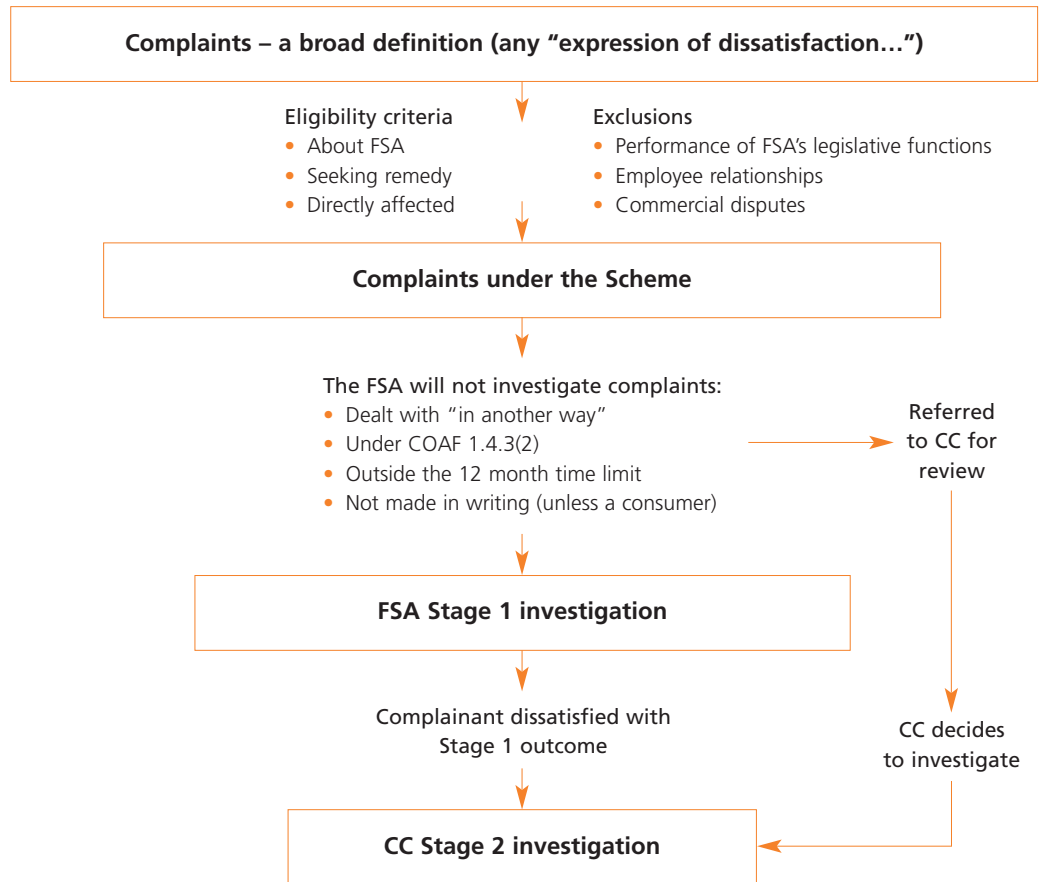 Complaints – a broad definition (any “expression of dissatisfaction…”)
Eligibility criteria
• About FSA
• Seeking remedy
• Directly affected
Exclusions
• Performance of FSA’s legislative functions
• Employee relationships
• Commercial disputes
Complaints under the Scheme
The FSA will not investigate complaints:
• Dealt with “in another way”
• Under COAF 1.4.3(2)
• Outside the 12 month time limit
• Not made in writing (unless a consumer)
Referred
to CC for
review
FSA Stage 1 investigation
Complainant dissatisfied with
Stage 1 outcome
CC decides
to investigate
CC Stage 2 investigation